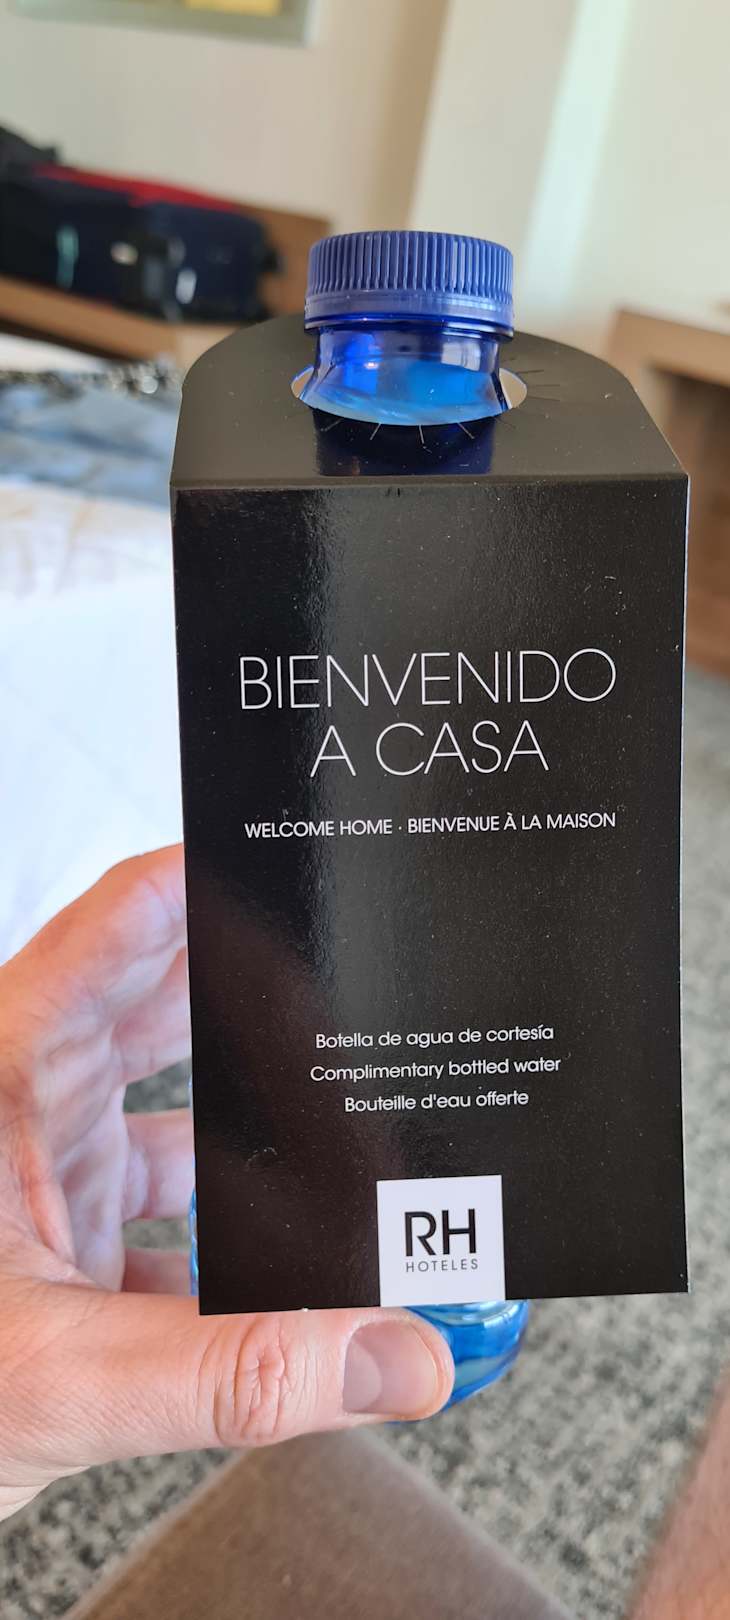 BIENVENIDO
A CASA
WELCOME HOME · BIENVENUE À LA MAISON
Botella de agua de cortesía
Complimentary bottled water
Bouteille d'eau offerte
RH
HOTELES